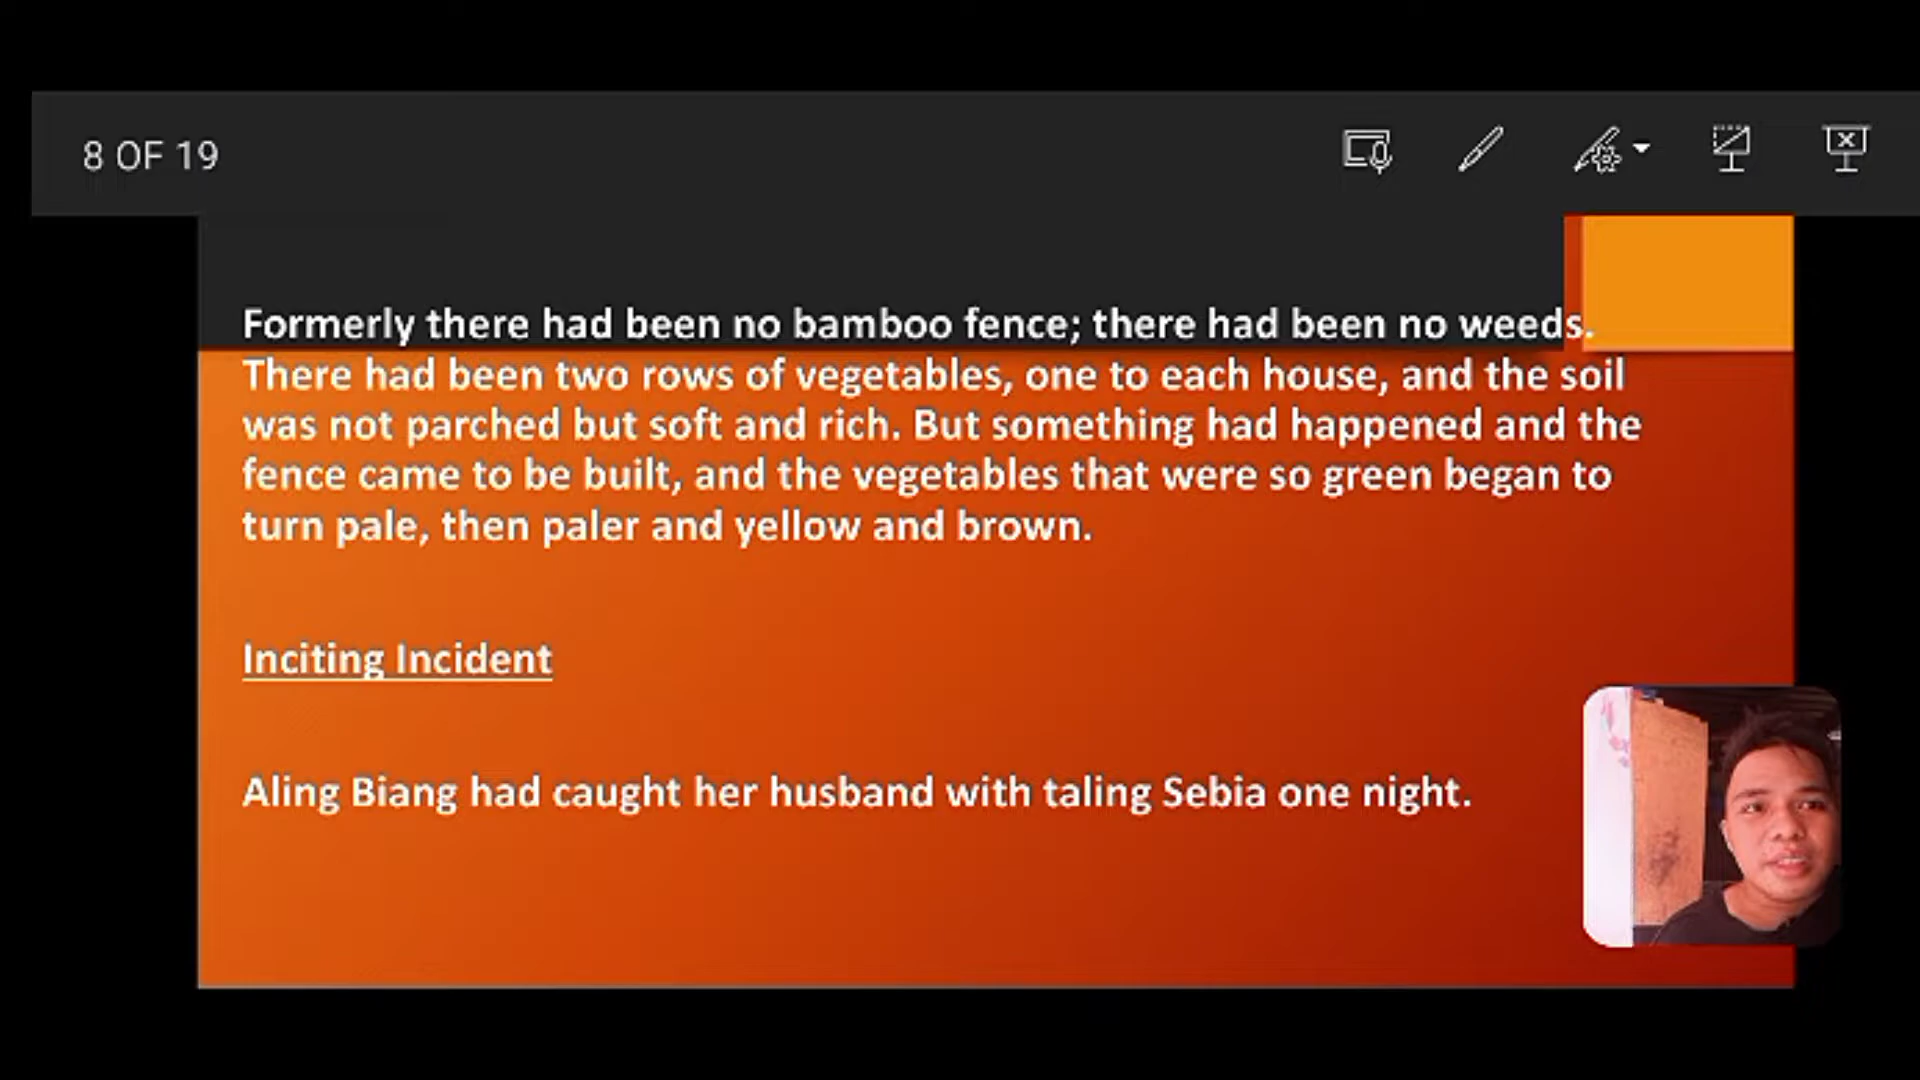 8 OF 19
Formerly there had been no bamboo fence; there had been no weeds.
There had been two rows of vegetables, one to each house, and the soil
was not parched but soft and rich. But something had happened and the
fence came to be built, and the vegetables that were so green began to
turn pale, then paler and yellow and brown.
Inciting Incident
Aling Biang had caught her husband with taling Sebia one night.